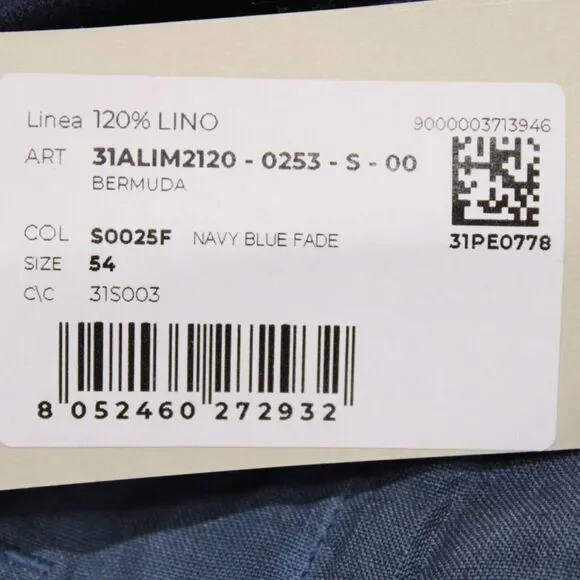 Linea 120% LINO
9000003713946
ART 31ALIM2120 - 0253 - S - 00
BERMUDA
31PE0778
COL S0025F NAVY BLUE FADE
SIZE 54
C\C 31S003
8 052460 272932